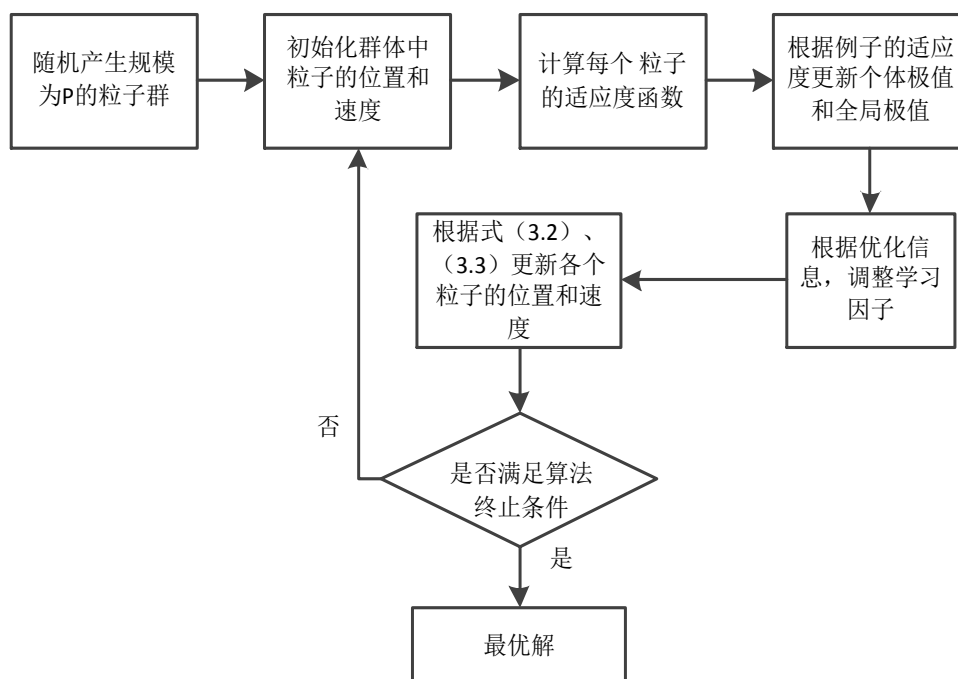 随机产生规模
为P的粒子群
初始化群体中
粒子的位置和
速度
计算每个 粒子
的适应度函数
根据例子的适应
度更新个体极值
和全局极值
根据优化信
息，调整学习
因子
根据式（3.2）、
（3.3）更新各个
粒子的位置和速
度
否
是否满足算法
终止条件
是
最优解